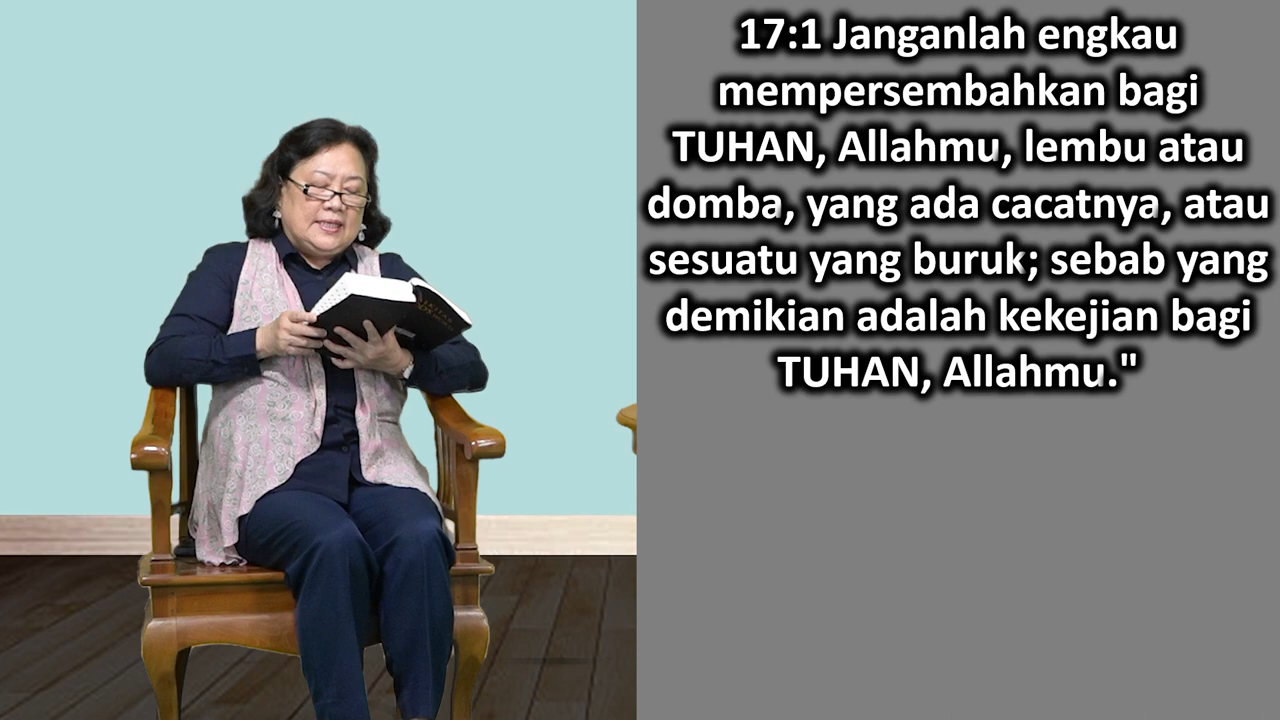 17:1 Janganlah engkau
mempersembahkan bagi
TUHAN, Allahmu, lembu atau
domba, yang ada cacatnya, atau
sesuatu yang buruk; sebab yang
demikian adalah kekejian bagi
TUHAN, Allahmu."